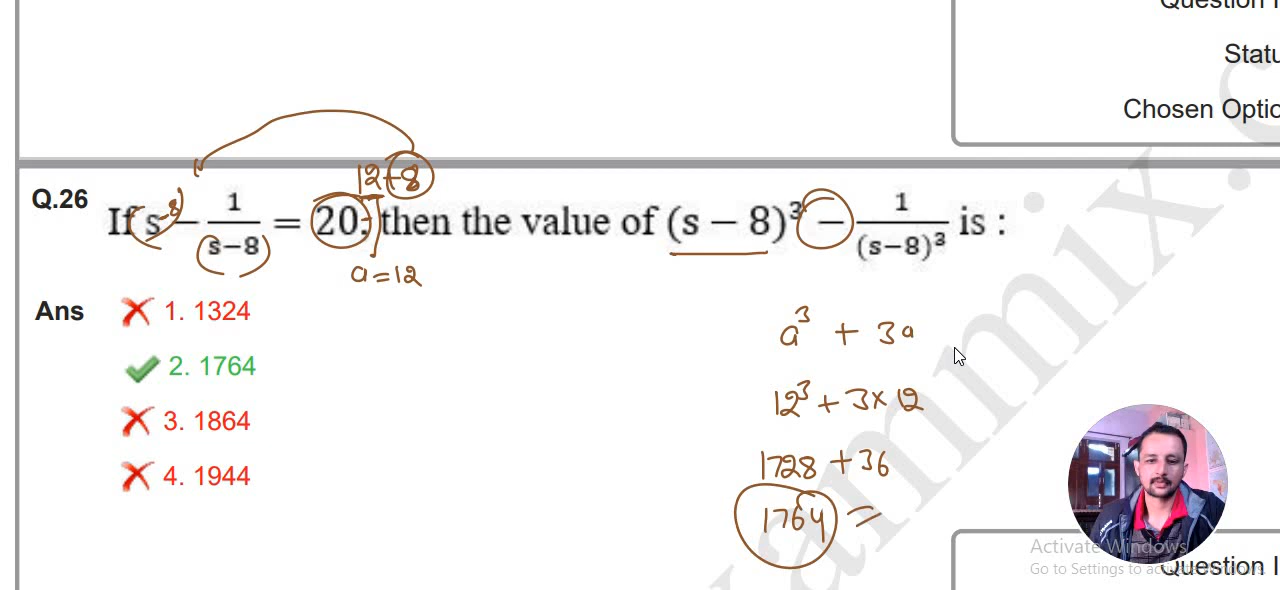 Question I
Statu
Chosen Optio
12+8
Q.26 If s-8 − 1/(s−8) = 20, then the value of (s − 8)³ − 1/(s−8)³ is :
a=12
Ans
1. 1324
2. 1764
3. 1864
4. 1944
a³ + 3a
12³ + 3×12
1728 + 36
1764 =
Activate Windows
Go to Settings to activate Windows.
Question I